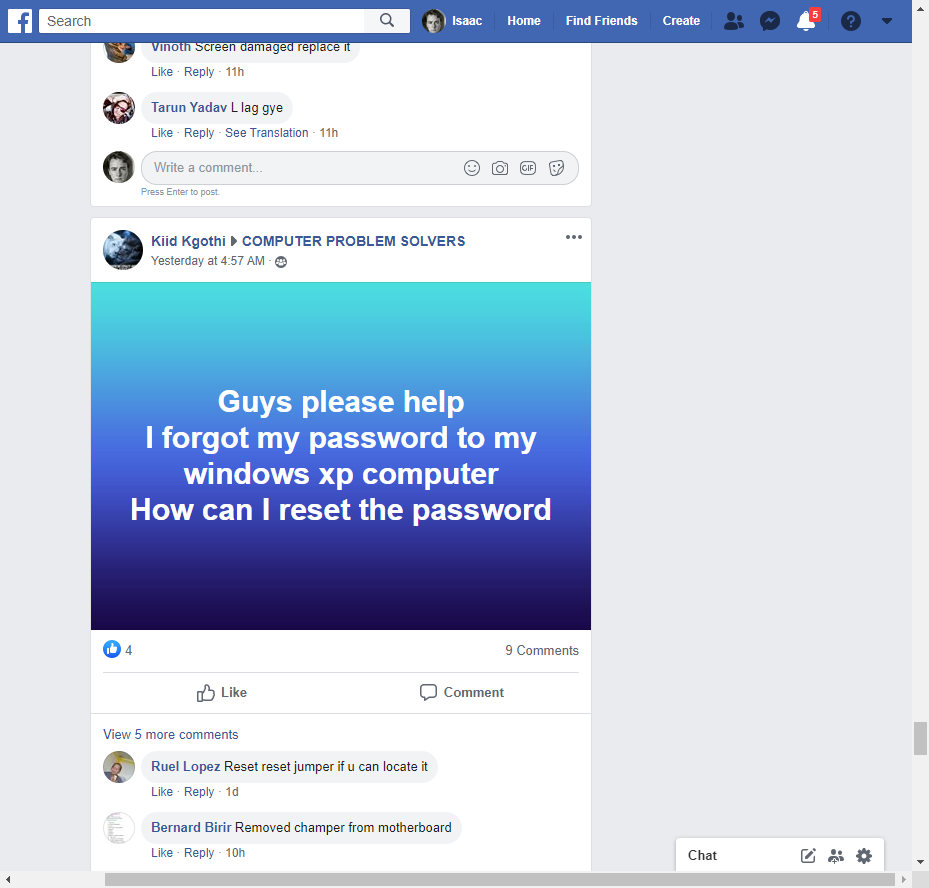 Search
Isaac
Home
Find Friends
Create
5
Vinoth Screen damaged replace it
Like · Reply · 11h
Tarun Yadav L lag gye
Like · Reply · See Translation · 11h
Write a comment...
GIF
Press Enter to post.
Kiid Kgothi COMPUTER PROBLEM SOLVERS
Yesterday at 4:57 AM ·
Guys please help
I forgot my password to my
windows xp computer
How can I reset the password
4
9 Comments
Like
Comment
View 5 more comments
Ruel Lopez Reset reset jumper if u can locate it
Like · Reply · 1d
Bernard Birir Removed champer from motherboard
Like · Reply · 10h
Chat